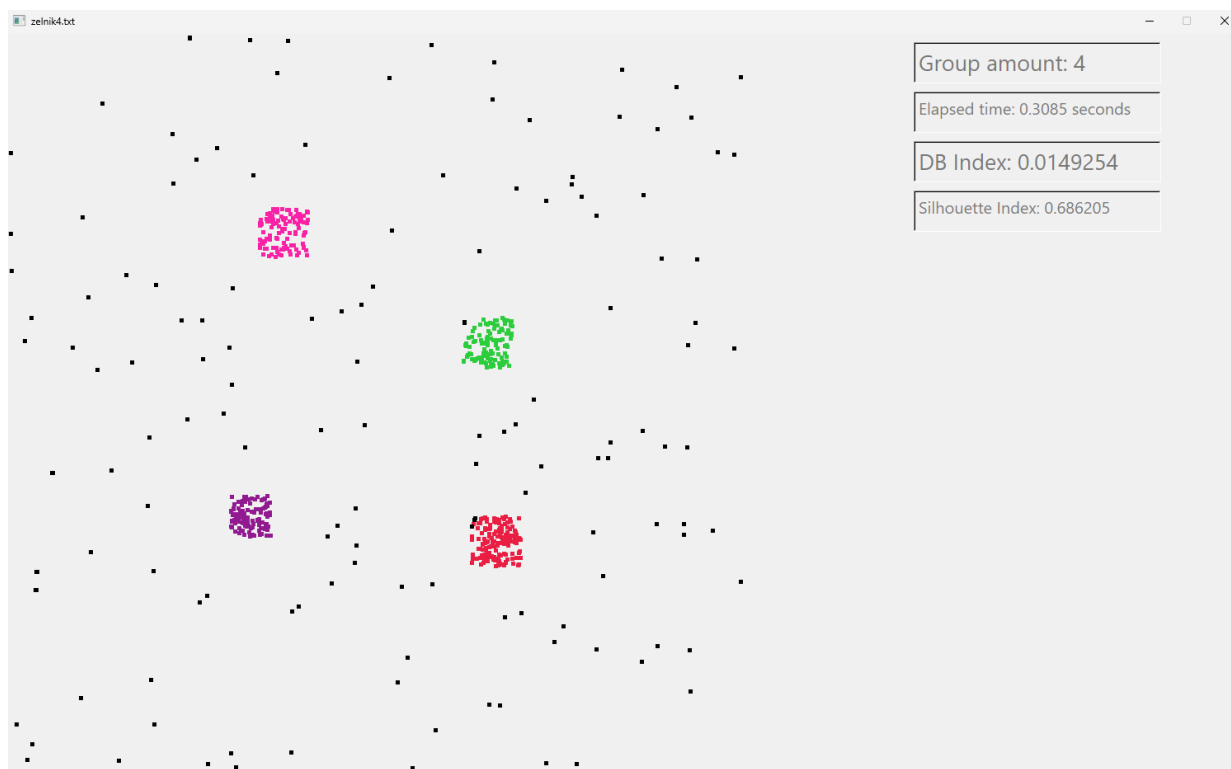 zelnik4.txt
Group amount: 4
Elapsed time: 0.3085 seconds
DB Index: 0.0149254
Silhouette Index: 0.686205